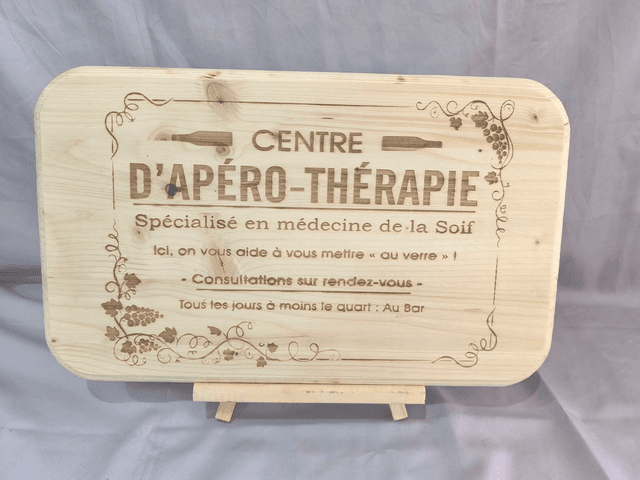 CENTRE
D'APÉRO-THÉRAPIE
Spécialisé en médecine de la Soif
Ici, on vous aide à vous mettre « au verre » !
- Consultations sur rendez-vous -
Tous les jours à moins le quart : Au Bar